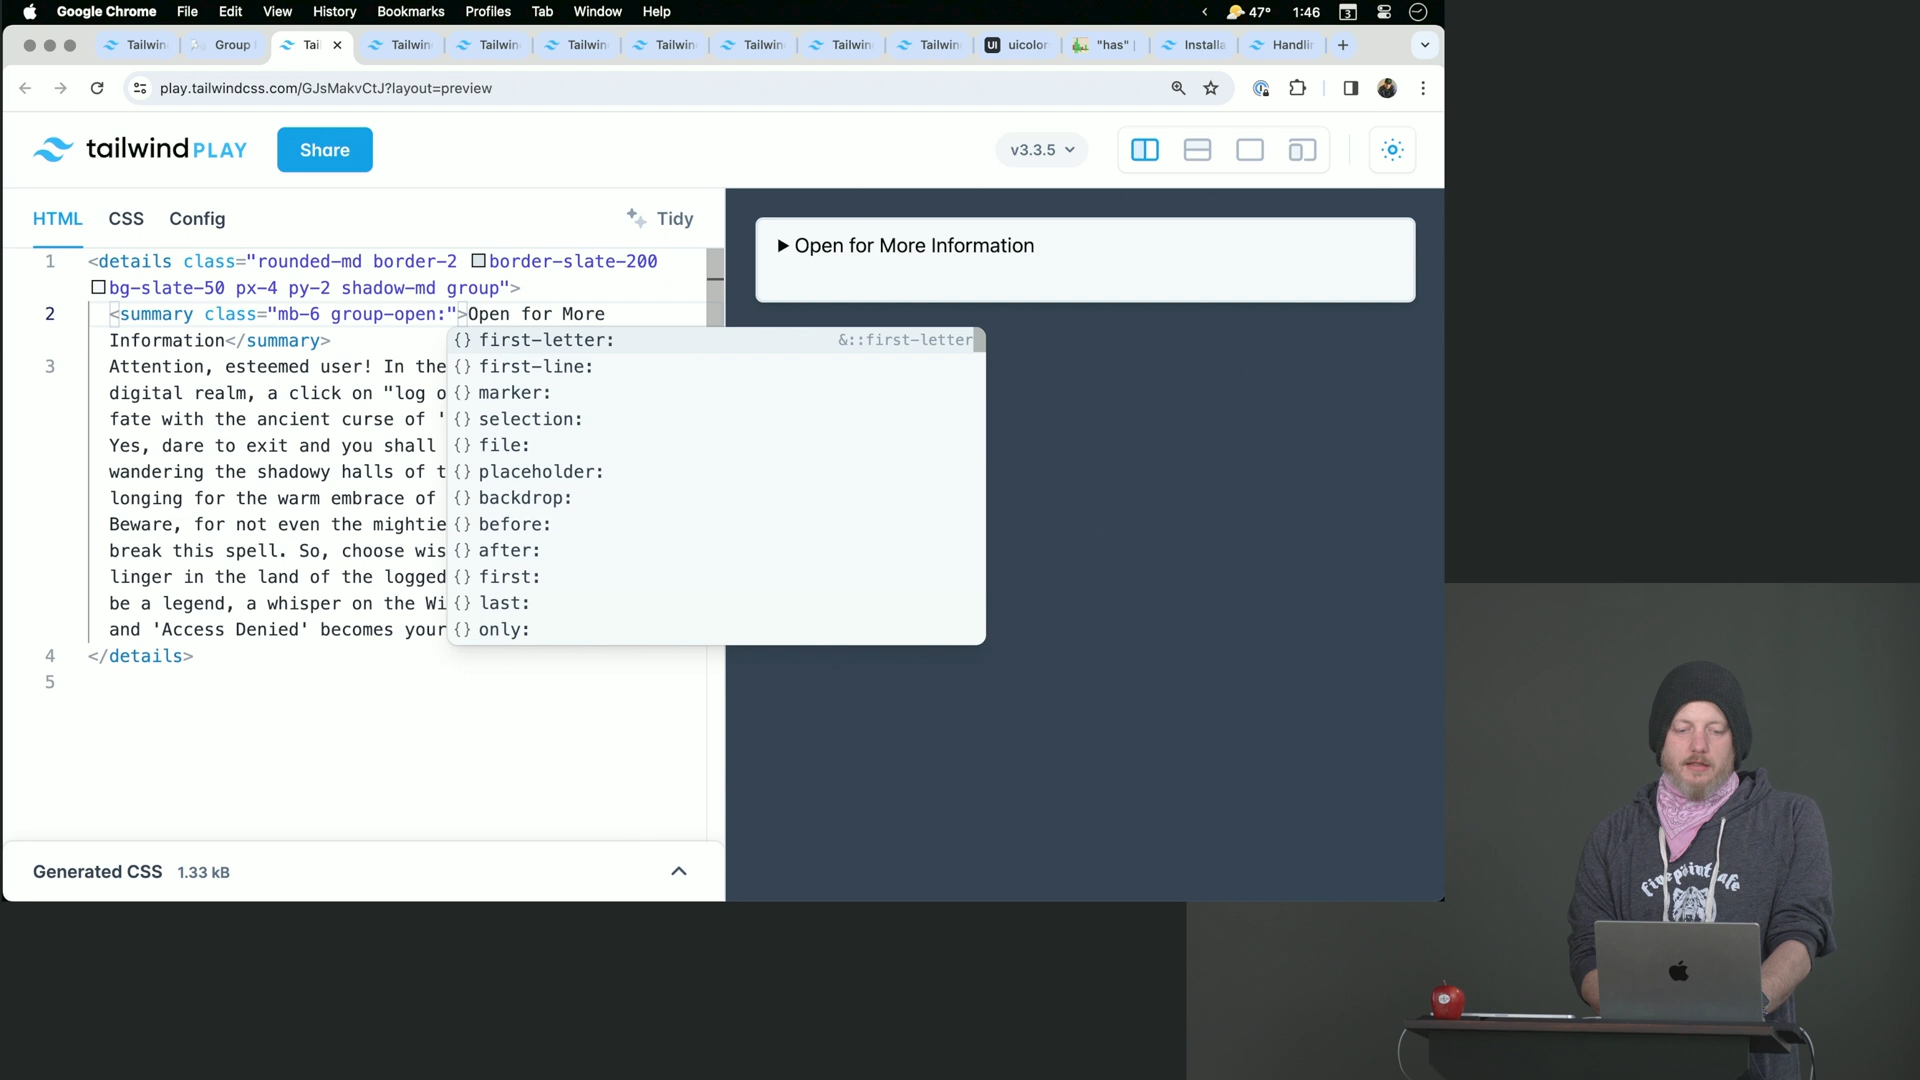 Google Chrome File Edit View History Bookmarks Profiles Tab Window Help
47° 1:46 3
Tailwin Group Tai Tailwin Tailwin Tailwin Tailwin Tailwin Tailwin Tailwin UI uicolor "has" | Installa Handlin
play.tailwindcss.com/GJsMakvCtJ?layout=preview
tailwind PLAY Share v3.3.5
HTML CSS Config Tidy
1 <details class="rounded-md border-2 border-slate-200
bg-slate-50 px-4 py-2 shadow-md group">
2 <summary class="mb-6 group-open:">Open for More
Information</summary>
3 Attention, esteemed user! In the
digital realm, a click on "log o
fate with the ancient curse of '
Yes, dare to exit and you shall
wandering the shadowy halls of t
longing for the warm embrace of
Beware, for not even the mightie
break this spell. So, choose wis
linger in the land of the logged
be a legend, a whisper on the Wi
and 'Access Denied' becomes your
4 </details>
5
{} first-letter: &::first-letter
{} first-line:
{} marker:
{} selection:
{} file:
{} placeholder:
{} backdrop:
{} before:
{} after:
{} first:
{} last:
{} only:
▶ Open for More Information
Generated CSS 1.33 kB